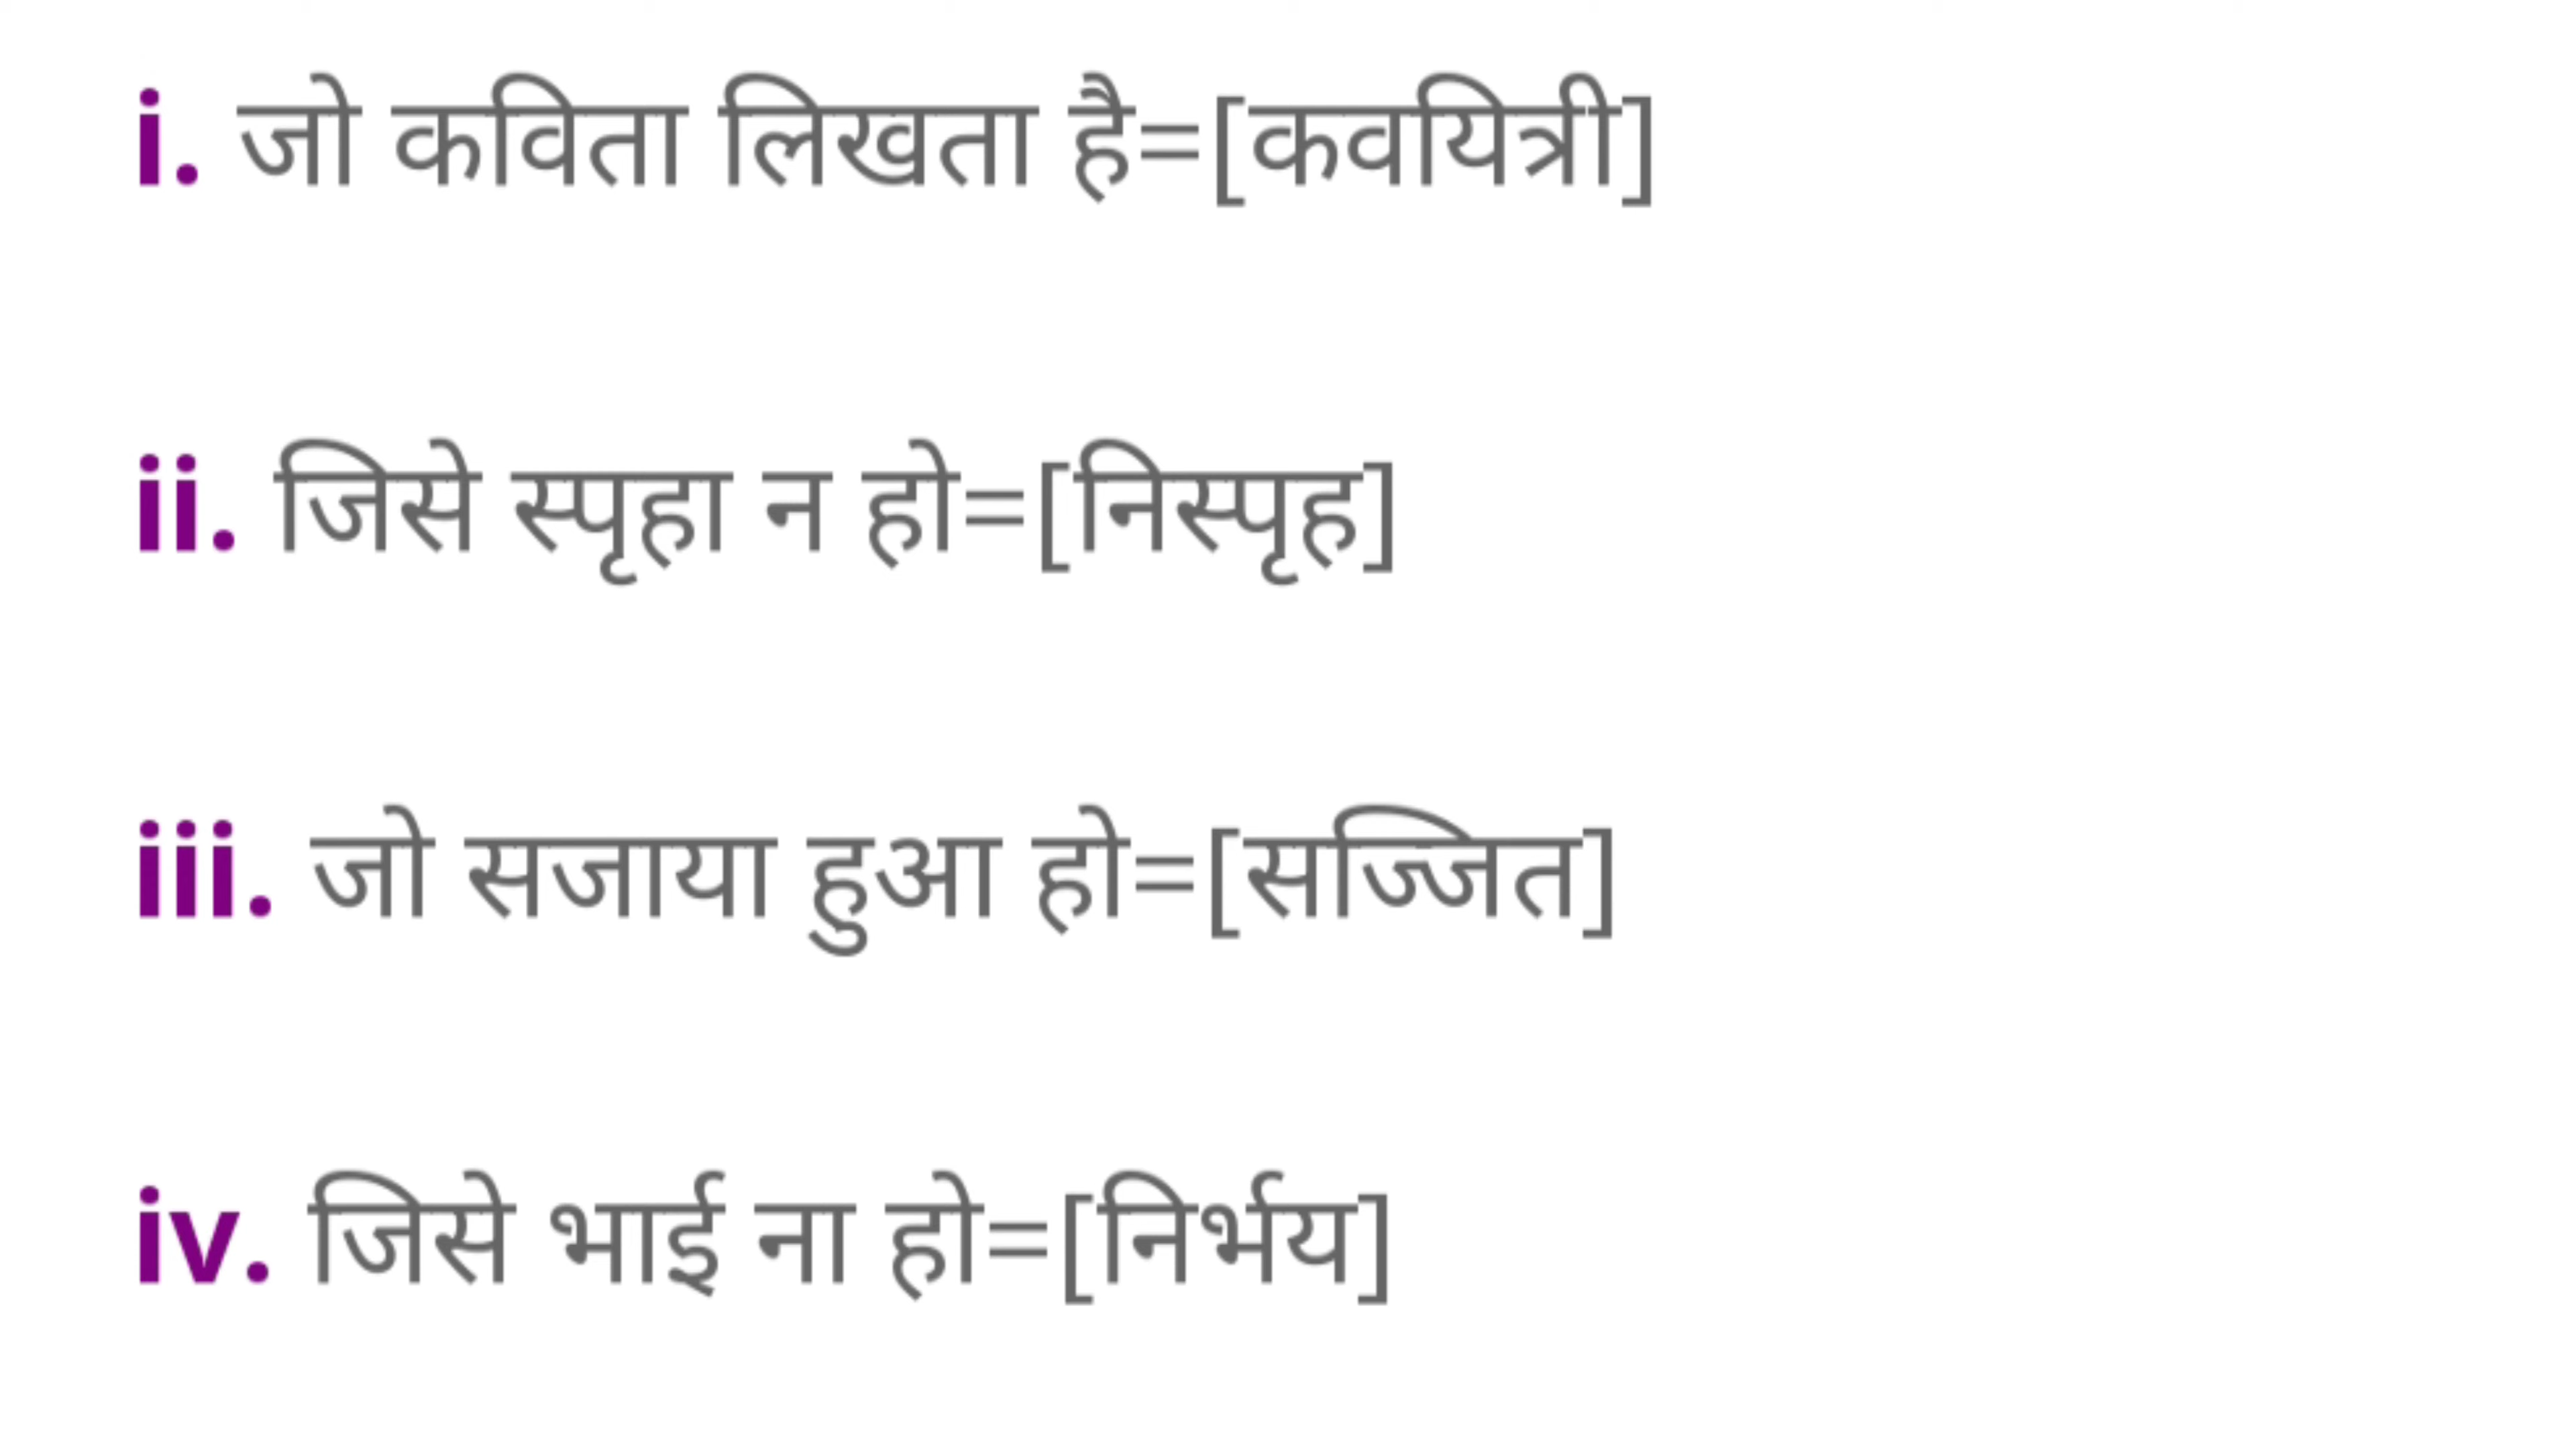 i. जो कविता लिखता है=[कवयित्री]
ii. जिसे स्पृहा न हो=[निस्पृह]
iii. जो सजाया हुआ हो=[सज्जित]
iv. जिसे भाई ना हो=[निर्भय]